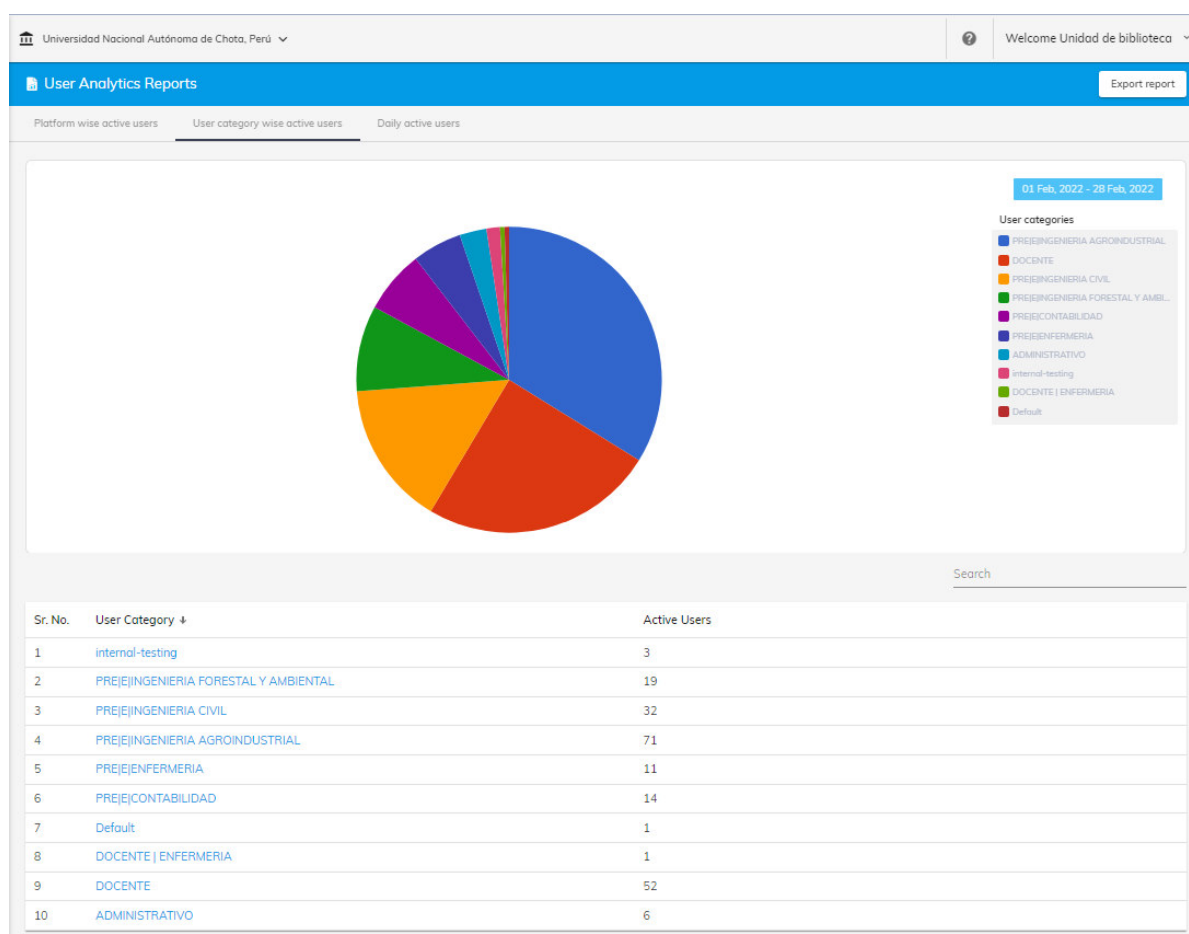 Universidad Nacional Autónoma de Chota, Perú
Welcome Unidad de biblioteca
User Analytics Reports
Export report
Platform wise active users
User category wise active users
Daily active users
01 Feb, 2022 - 28 Feb, 2022
User categories
PRE|E|INGENIERIA AGROINDUSTRIAL
DOCENTE
PRE|E|INGENIERIA CIVIL
PRE|E|INGENIERIA FORESTAL Y AMBI...
PRE|E|CONTABILIDAD
PRE|E|ENFERMERIA
ADMINISTRATIVO
internal-testing
DOCENTE | ENFERMERIA
Default
Search
Sr. No. User Category Active Users
1 internal-testing 3
2 PRE|E|INGENIERIA FORESTAL Y AMBIENTAL 19
3 PRE|E|INGENIERIA CIVIL 32
4 PRE|E|INGENIERIA AGROINDUSTRIAL 71
5 PRE|E|ENFERMERIA 11
6 PRE|E|CONTABILIDAD 14
7 Default 1
8 DOCENTE | ENFERMERIA 1
9 DOCENTE 52
10 ADMINISTRATIVO 6